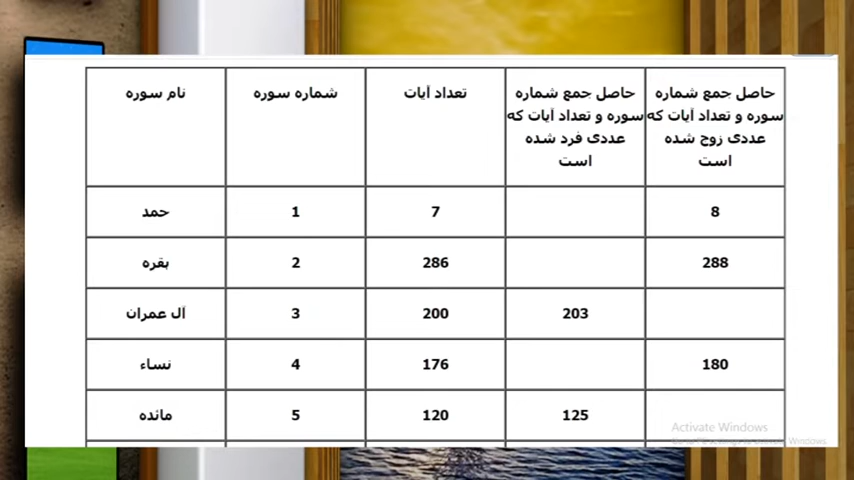 نام سوره
شماره سوره
تعداد آیات
حاصل جمع شماره
سوره و تعداد آیات که
عددی فرد شده
است
حاصل جمع شماره
سوره و تعداد آیات که
عددی زوج شده
است
حمد 1 7 8
بقره 2 286 288
آل عمران 3 200 203
نساء 4 176 180
مائده 5 120 125
Activate Windows